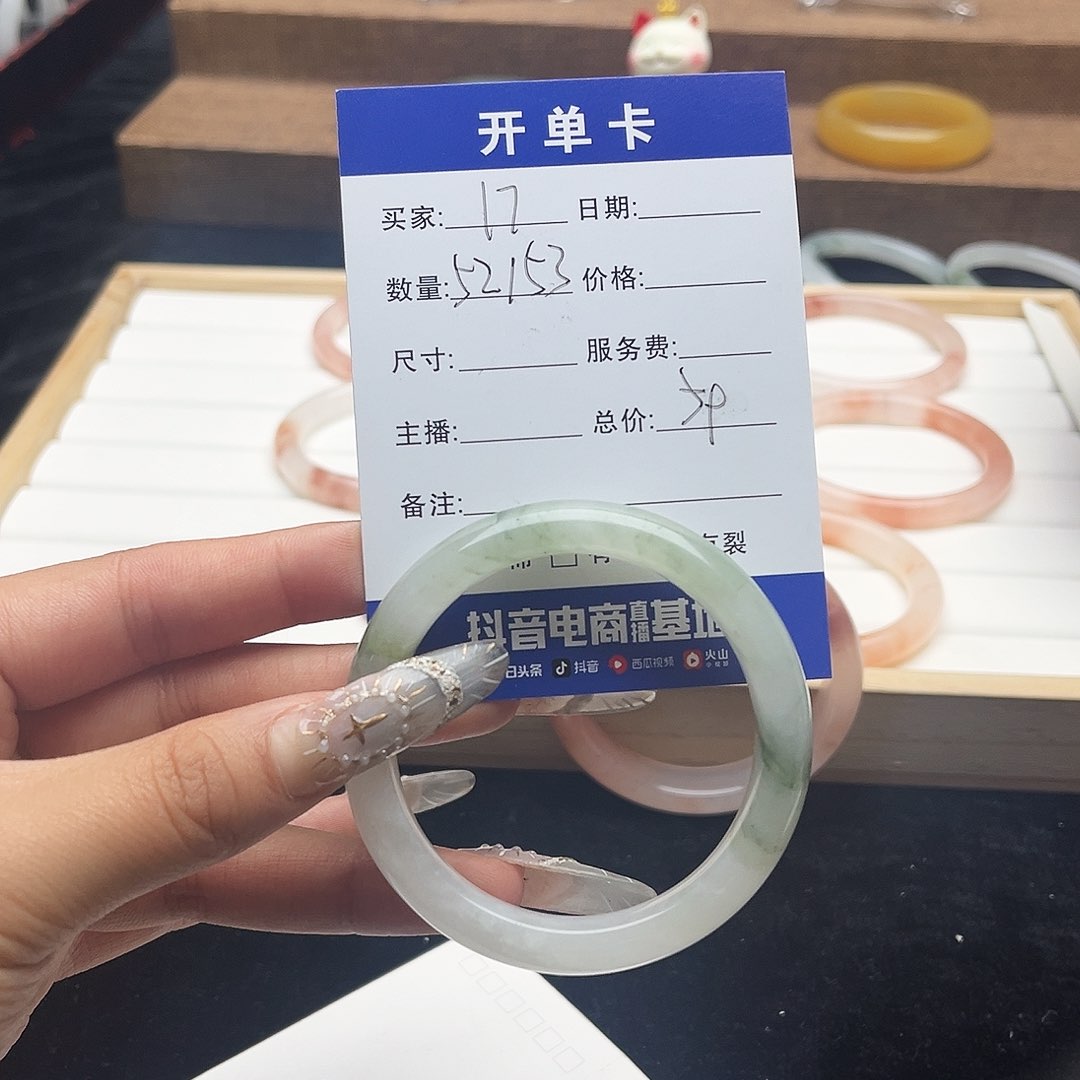 开单卡
买家: 17 日期:
数量: 52153 价格:
尺寸: 服务费:
主播: 总价:
备注:
裂
抖音电商直播基地
日头条 抖音 西瓜视频 火山